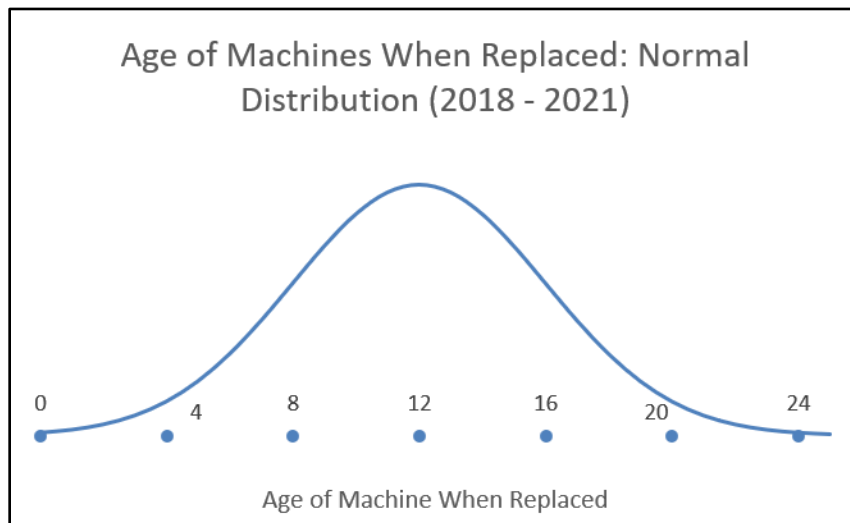 Age of Machines When Replaced: Normal
Distribution (2018 - 2021)
0 4 8 12 16 20 24
Age of Machine When Replaced